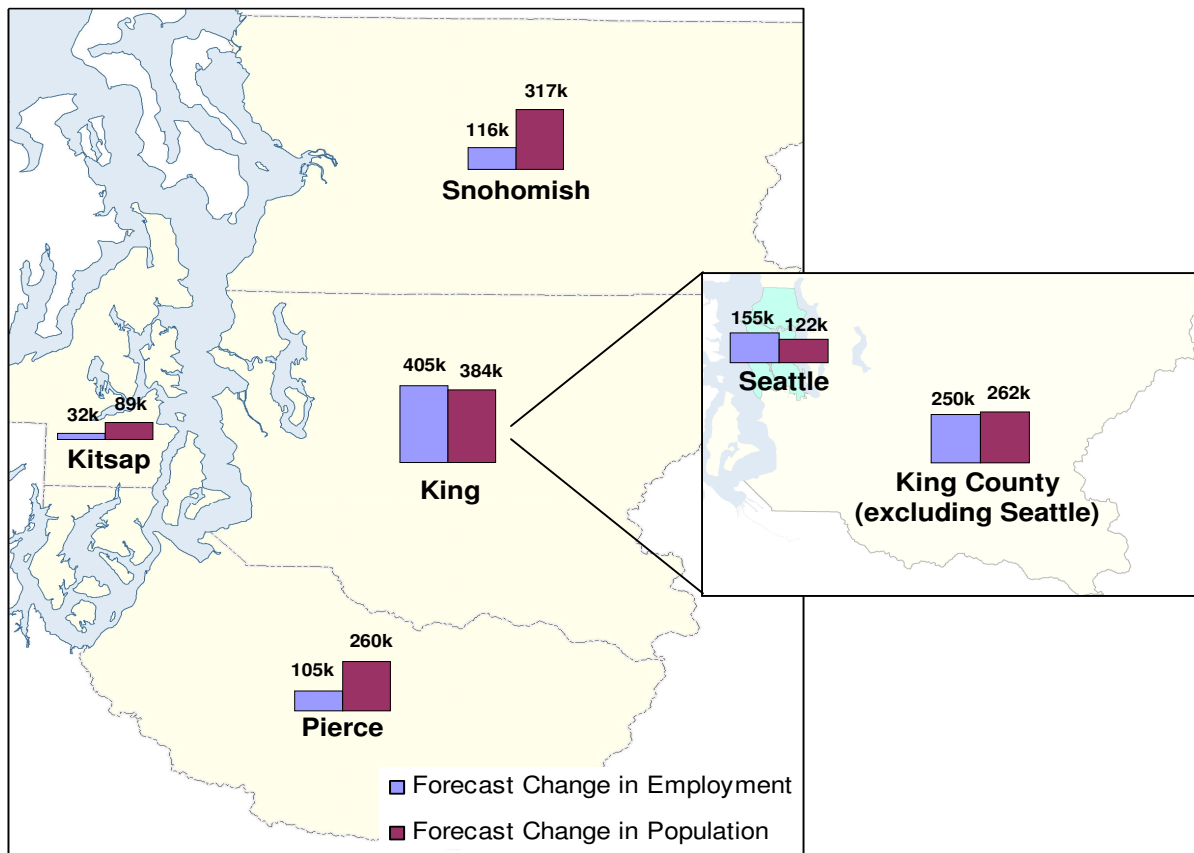 317k
116k
Snohomish
155k
122k
Seattle
405k
384k
250k
262k
32k
89k
Kitsap
King
King County
(excluding Seattle)
260k
105k
Pierce
Forecast Change in Employment
Forecast Change in Population